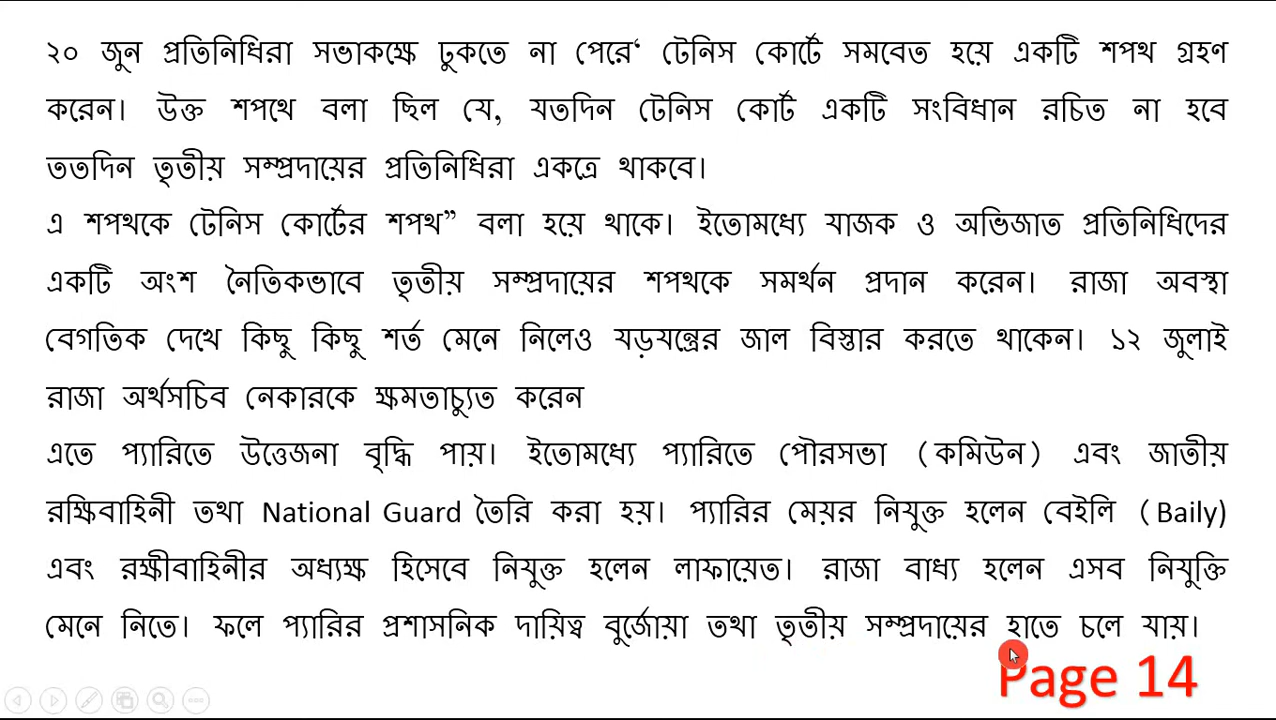 ২০ জুন প্রতিনিধিরা সভাকক্ষে ঢুকতে না পেরে‘ টেনিস কোর্টে সমবেত হয়ে একটি শপথ গ্রহণ
করেন। উক্ত শপথে বলা ছিল যে, যতদিন টেনিস কোর্ট একটি সংবিধান রচিত না হবে
ততদিন তৃতীয় সম্প্রদায়ের প্রতিনিধিরা একত্রে থাকবে।
এ শপথকে টেনিস কোর্টের শপথ” বলা হয়ে থাকে। ইতোমধ্যে যাজক ও অভিজাত প্রতিনিধিদের
একটি অংশ নৈতিকভাবে তৃতীয় সম্প্রদায়ের শপথকে সমর্থন প্রদান করেন। রাজা অবস্থা
বেগতিক দেখে কিছু কিছু শর্ত মেনে নিলেও যড়যন্ত্রের জাল বিস্তার করতে থাকেন। ১২ জুলাই
রাজা অর্থসচিব নেকারকে ক্ষমতাচ্যুত করেন
এতে প্যারিতে উত্তেজনা বৃদ্ধি পায়। ইতোমধ্যে প্যারিতে পৌরসভা (কমিউন) এবং জাতীয়
রক্ষিবাহিনী তথা National Guard তৈরি করা হয়। প্যারির মেয়র নিযুক্ত হলেন বেইলি (Baily)
এবং রক্ষীবাহিনীর অধ্যক্ষ হিসেবে নিযুক্ত হলেন লাফায়েত। রাজা বাধ্য হলেন এসব নিযুক্তি
মেনে নিতে। ফলে প্যারির প্রশাসনিক দায়িত্ব বুর্জোয়া তথা তৃতীয় সম্প্রদায়ের হাতে চলে যায়।
Page 14